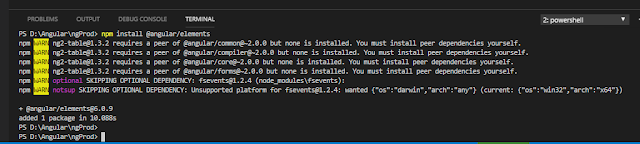 PROBLEMS OUTPUT DEBUG CONSOLE TERMINAL 2: powershell
PS D:\Angular\ngProd> npm install @angular/elements
npm WARN ng2-table@1.3.2 requires a peer of @angular/common@~2.0.0 but none is installed. You must install peer dependencies yourself.
npm WARN ng2-table@1.3.2 requires a peer of @angular/compiler@~2.0.0 but none is installed. You must install peer dependencies yourself.
npm WARN ng2-table@1.3.2 requires a peer of @angular/core@~2.0.0 but none is installed. You must install peer dependencies yourself.
npm WARN ng2-table@1.3.2 requires a peer of @angular/forms@~2.0.0 but none is installed. You must install peer dependencies yourself.
npm WARN optional SKIPPING OPTIONAL DEPENDENCY: fsevents@1.2.4 (node_modules\fsevents):
npm WARN notsup SKIPPING OPTIONAL DEPENDENCY: Unsupported platform for fsevents@1.2.4: wanted {"os":"darwin","arch":"any"} (current: {"os":"win32","arch":"x64"})
+ @angular/elements@6.0.9
added 1 package in 10.088s
PS D:\Angular\ngProd>
PS D:\Angular\ngProd>